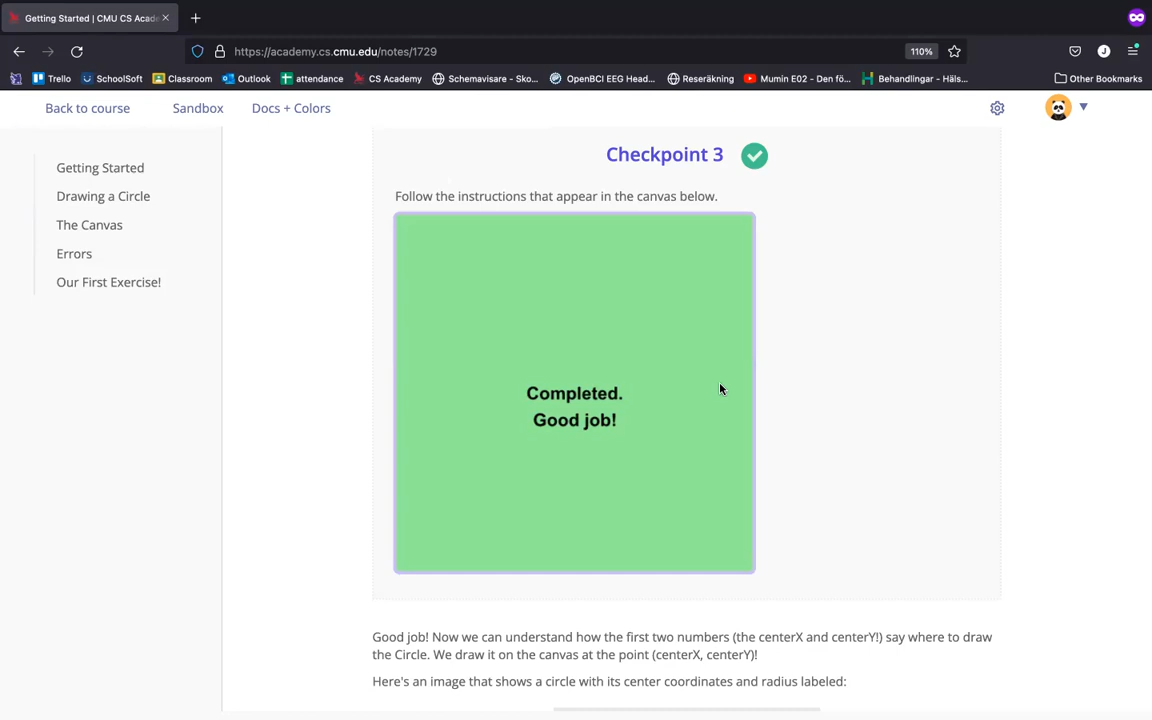 Getting Started | CMU CS Acade
https://academy.cs.cmu.edu/notes/1729
110%
J
Trello
SchoolSoft
Classroom
Outlook
attendance
CS Academy
Schemavisare - Sko...
OpenBCI EEG Head...
Reseräkning
Mumin E02 - Den fö...
Behandlingar - Häls...
Other Bookmarks
Back to course
Sandbox
Docs + Colors
Getting Started
Drawing a Circle
The Canvas
Errors
Our First Exercise!
Checkpoint 3
Follow the instructions that appear in the canvas below.
Completed.
Good job!
Good job! Now we can understand how the first two numbers (the centerX and centerY!) say where to draw
the Circle. We draw it on the canvas at the point (centerX, centerY)!
Here's an image that shows a circle with its center coordinates and radius labeled: